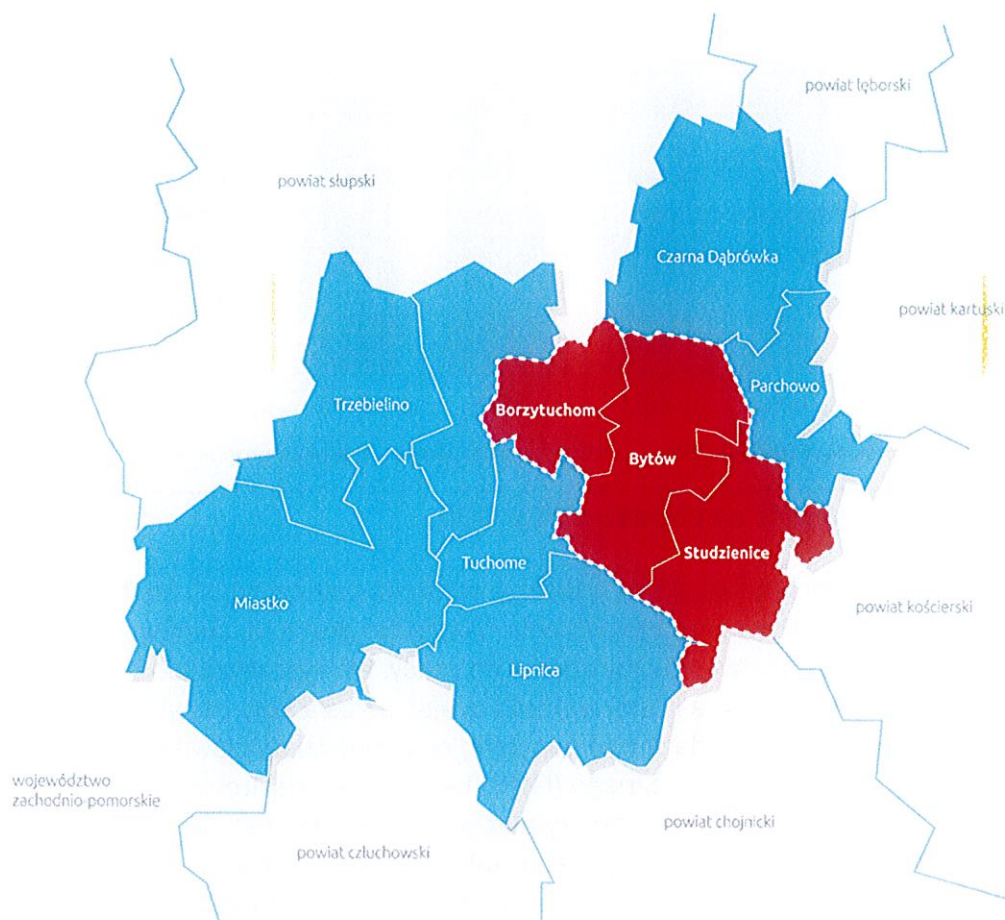 powiat lęborski
powiat słupski
Czarna Dąbrówka
powiat kartuski
Parchowo
Trzebielino
Borzytuchom
Bytów
Studzienice
Tuchome
Miastko
powiat kościerski
Lipnica
województwo
zachodnio-pomorskie
powiat chojnicki
powiat człuchowski